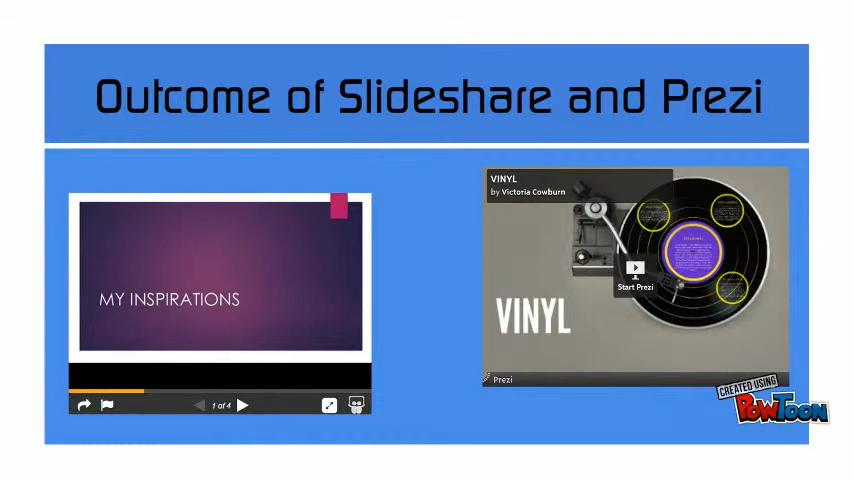 Outcome of Slideshare and Prezi
MY INSPIRATIONS
1 of 4
VINYL
by Victoria Cowburn
Start Prezi
VINYL
Prezi
CREATED USING
POWTOON